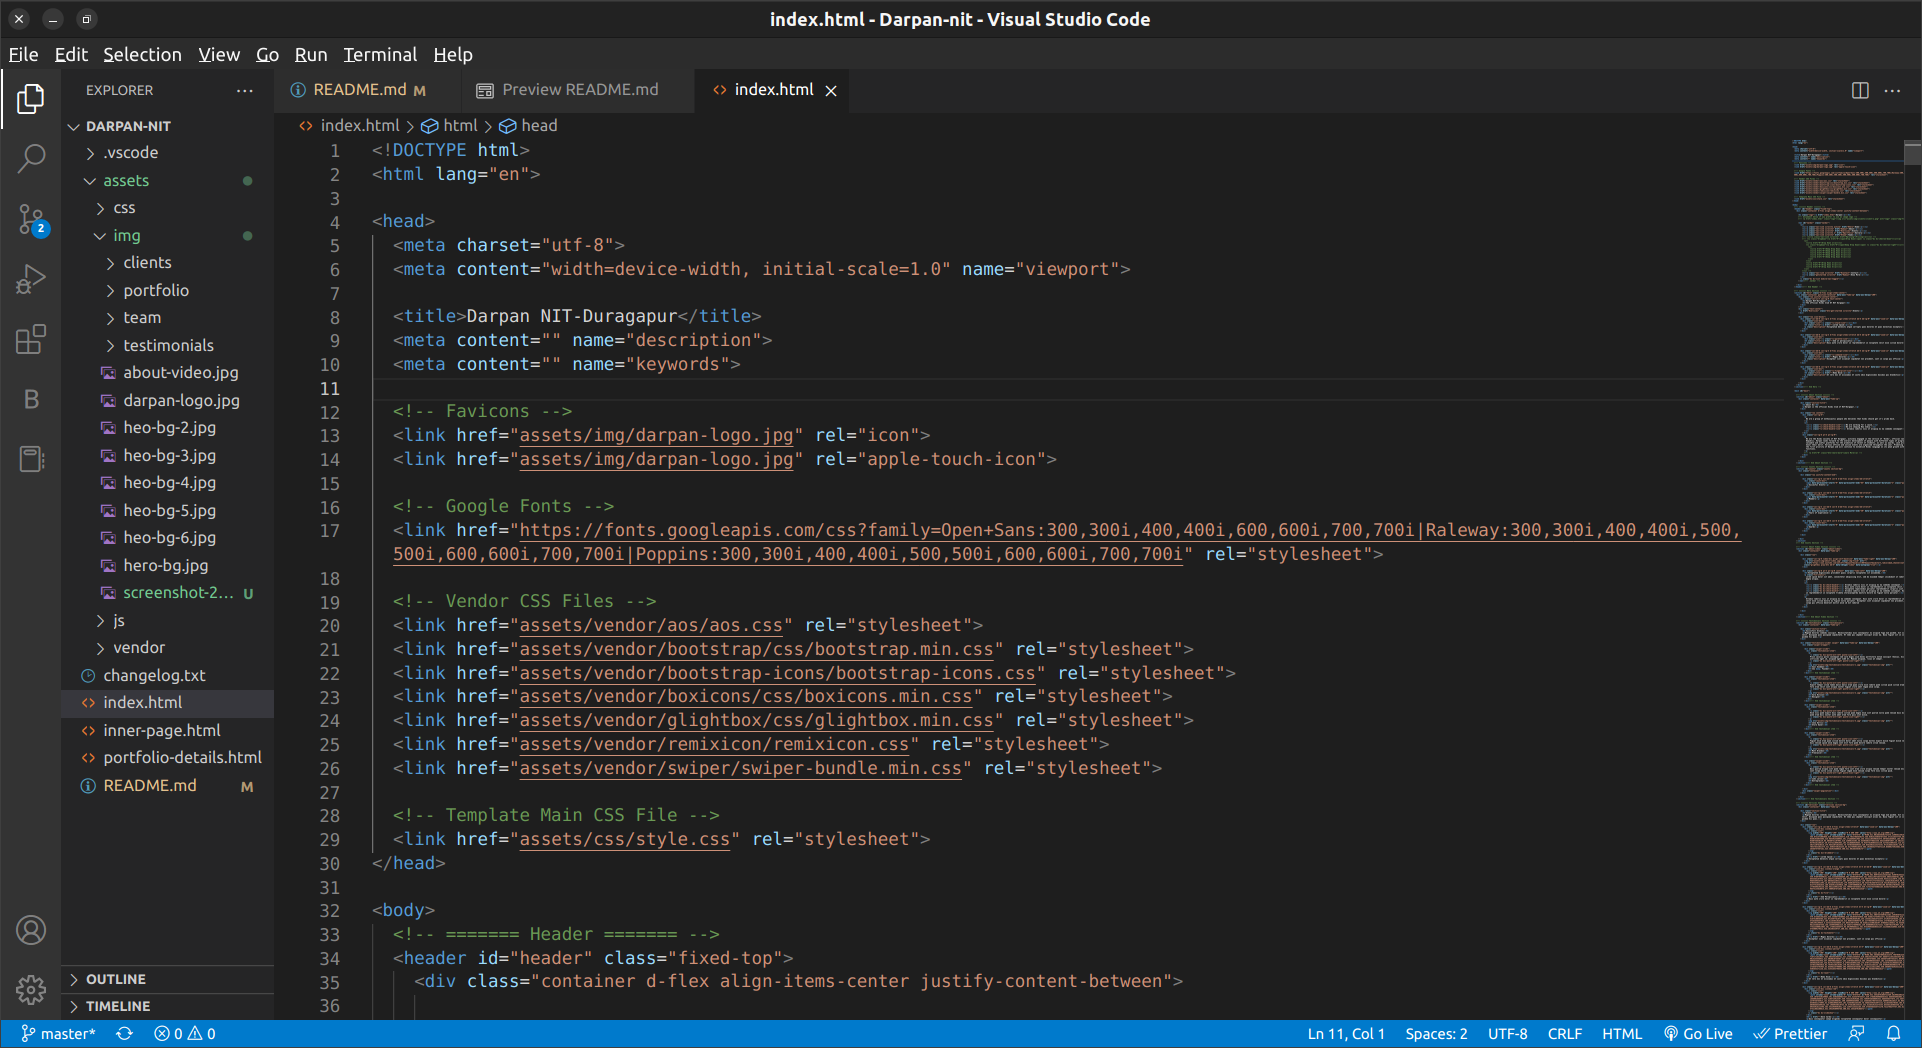 index.html - Darpan-nit - Visual Studio Code
File Edit Selection View Go Run Terminal Help
EXPLORER ...
README.md M
Preview README.md
index.html
DARPAN-NIT
.vscode
assets
css
img
clients
portfolio
team
testimonials
about-video.jpg
darpan-logo.jpg
heo-bg-2.jpg
heo-bg-3.jpg
heo-bg-4.jpg
heo-bg-5.jpg
heo-bg-6.jpg
hero-bg.jpg
screenshot-2... U
js
vendor
changelog.txt
index.html
inner-page.html
portfolio-details.html
README.md M
OUTLINE
TIMELINE
2
B
index.html > html > head
1 <!DOCTYPE html>
2 <html lang="en">
3
4 <head>
5 <meta charset="utf-8">
6 <meta content="width=device-width, initial-scale=1.0" name="viewport">
7
8 <title>Darpan NIT-Duragapur</title>
9 <meta content="" name="description">
10 <meta content="" name="keywords">
11
12 <!-- Favicons -->
13 <link href="assets/img/darpan-logo.jpg" rel="icon">
14 <link href="assets/img/darpan-logo.jpg" rel="apple-touch-icon">
15
16 <!-- Google Fonts -->
17 <link href="https://fonts.googleapis.com/css?family=Open+Sans:300,300i,400,400i,600,600i,700,700i|Raleway:300,300i,400,400i,500,
500i,600,600i,700,700i|Poppins:300,300i,400,400i,500,500i,600,600i,700,700i" rel="stylesheet">
18
19 <!-- Vendor CSS Files -->
20 <link href="assets/vendor/aos/aos.css" rel="stylesheet">
21 <link href="assets/vendor/bootstrap/css/bootstrap.min.css" rel="stylesheet">
22 <link href="assets/vendor/bootstrap-icons/bootstrap-icons.css" rel="stylesheet">
23 <link href="assets/vendor/boxicons/css/boxicons.min.css" rel="stylesheet">
24 <link href="assets/vendor/glightbox/css/glightbox.min.css" rel="stylesheet">
25 <link href="assets/vendor/remixicon/remixicon.css" rel="stylesheet">
26 <link href="assets/vendor/swiper/swiper-bundle.min.css" rel="stylesheet">
27
28 <!-- Template Main CSS File -->
29 <link href="assets/css/style.css" rel="stylesheet">
30 </head>
31
32 <body>
33 <!-- ======= Header ======= -->
34 <header id="header" class="fixed-top">
35 <div class="container d-flex align-items-center justify-content-between">
36
master* 0 0
Ln 11, Col 1 Spaces: 2 UTF-8 CRLF HTML Go Live Prettier